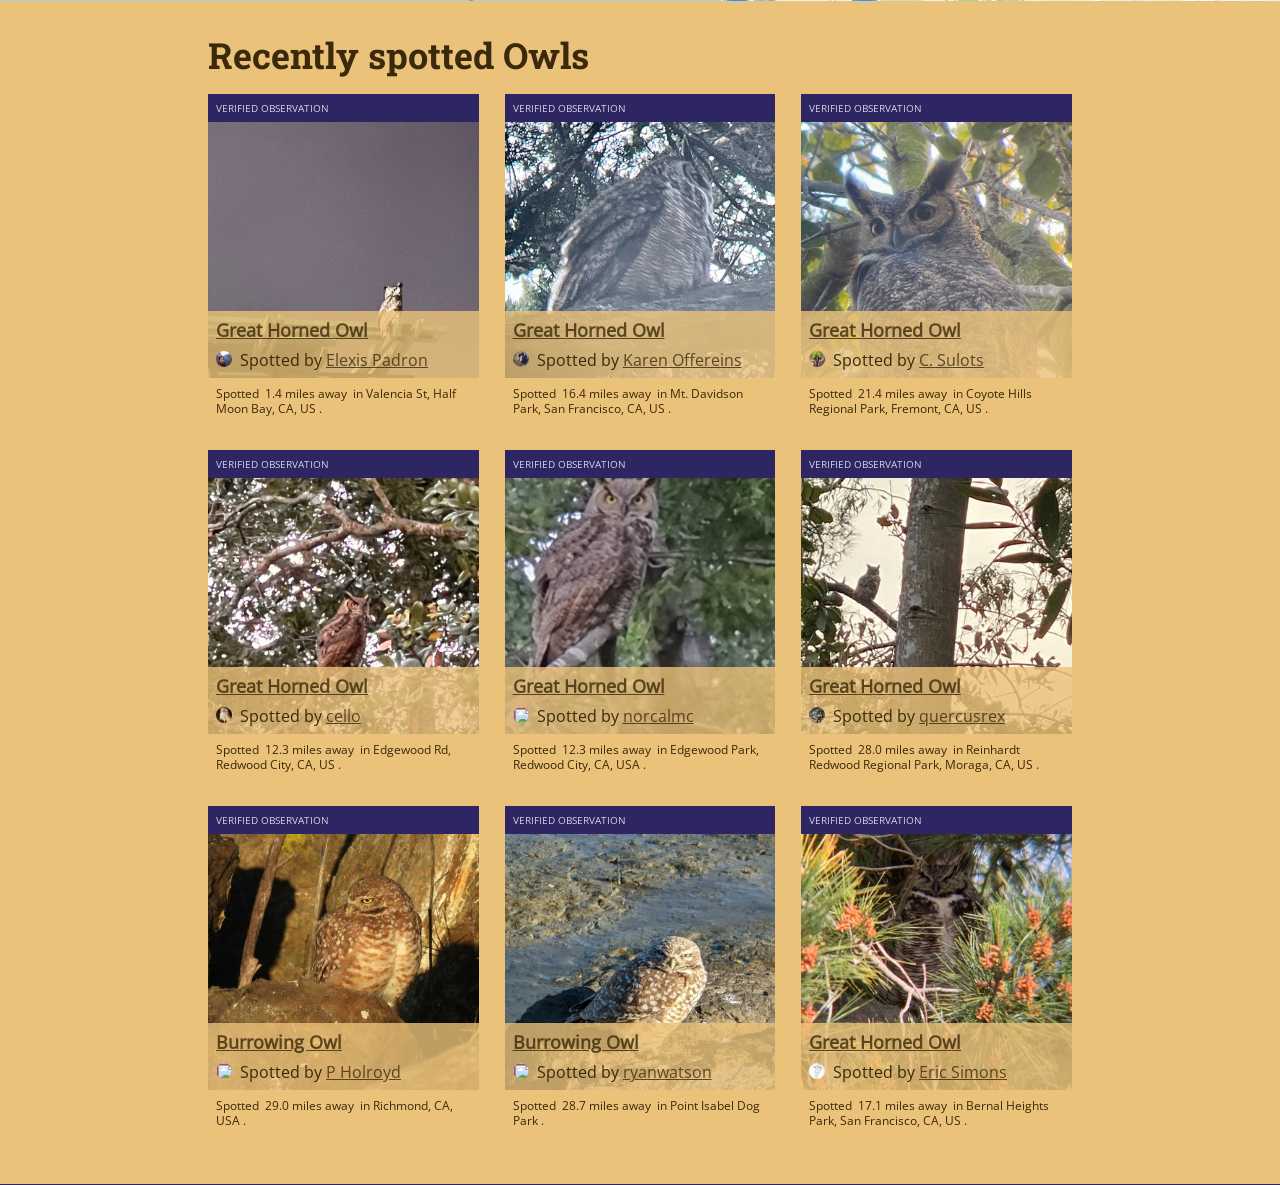 Recently spotted Owls
VERIFIED OBSERVATION
Great Horned Owl
Spotted by Elexis Padron
Spotted 1.4 miles away in Valencia St, Half
Moon Bay, CA, US .
VERIFIED OBSERVATION
Great Horned Owl
Spotted by Karen Offereins
Spotted 16.4 miles away in Mt. Davidson
Park, San Francisco, CA, US .
VERIFIED OBSERVATION
Great Horned Owl
Spotted by C. Sulots
Spotted 21.4 miles away in Coyote Hills
Regional Park, Fremont, CA, US .
VERIFIED OBSERVATION
Great Horned Owl
Spotted by cello
Spotted 12.3 miles away in Edgewood Rd,
Redwood City, CA, US .
VERIFIED OBSERVATION
Great Horned Owl
Spotted by norcalmc
Spotted 12.3 miles away in Edgewood Park,
Redwood City, CA, USA .
VERIFIED OBSERVATION
Great Horned Owl
Spotted by quercusrex
Spotted 28.0 miles away in Reinhardt
Redwood Regional Park, Moraga, CA, US .
VERIFIED OBSERVATION
Burrowing Owl
Spotted by P Holroyd
Spotted 29.0 miles away in Richmond, CA,
USA .
VERIFIED OBSERVATION
Burrowing Owl
Spotted by ryanwatson
Spotted 28.7 miles away in Point Isabel Dog
Park .
VERIFIED OBSERVATION
Great Horned Owl
Spotted by Eric Simons
Spotted 17.1 miles away in Bernal Heights
Park, San Francisco, CA, US .